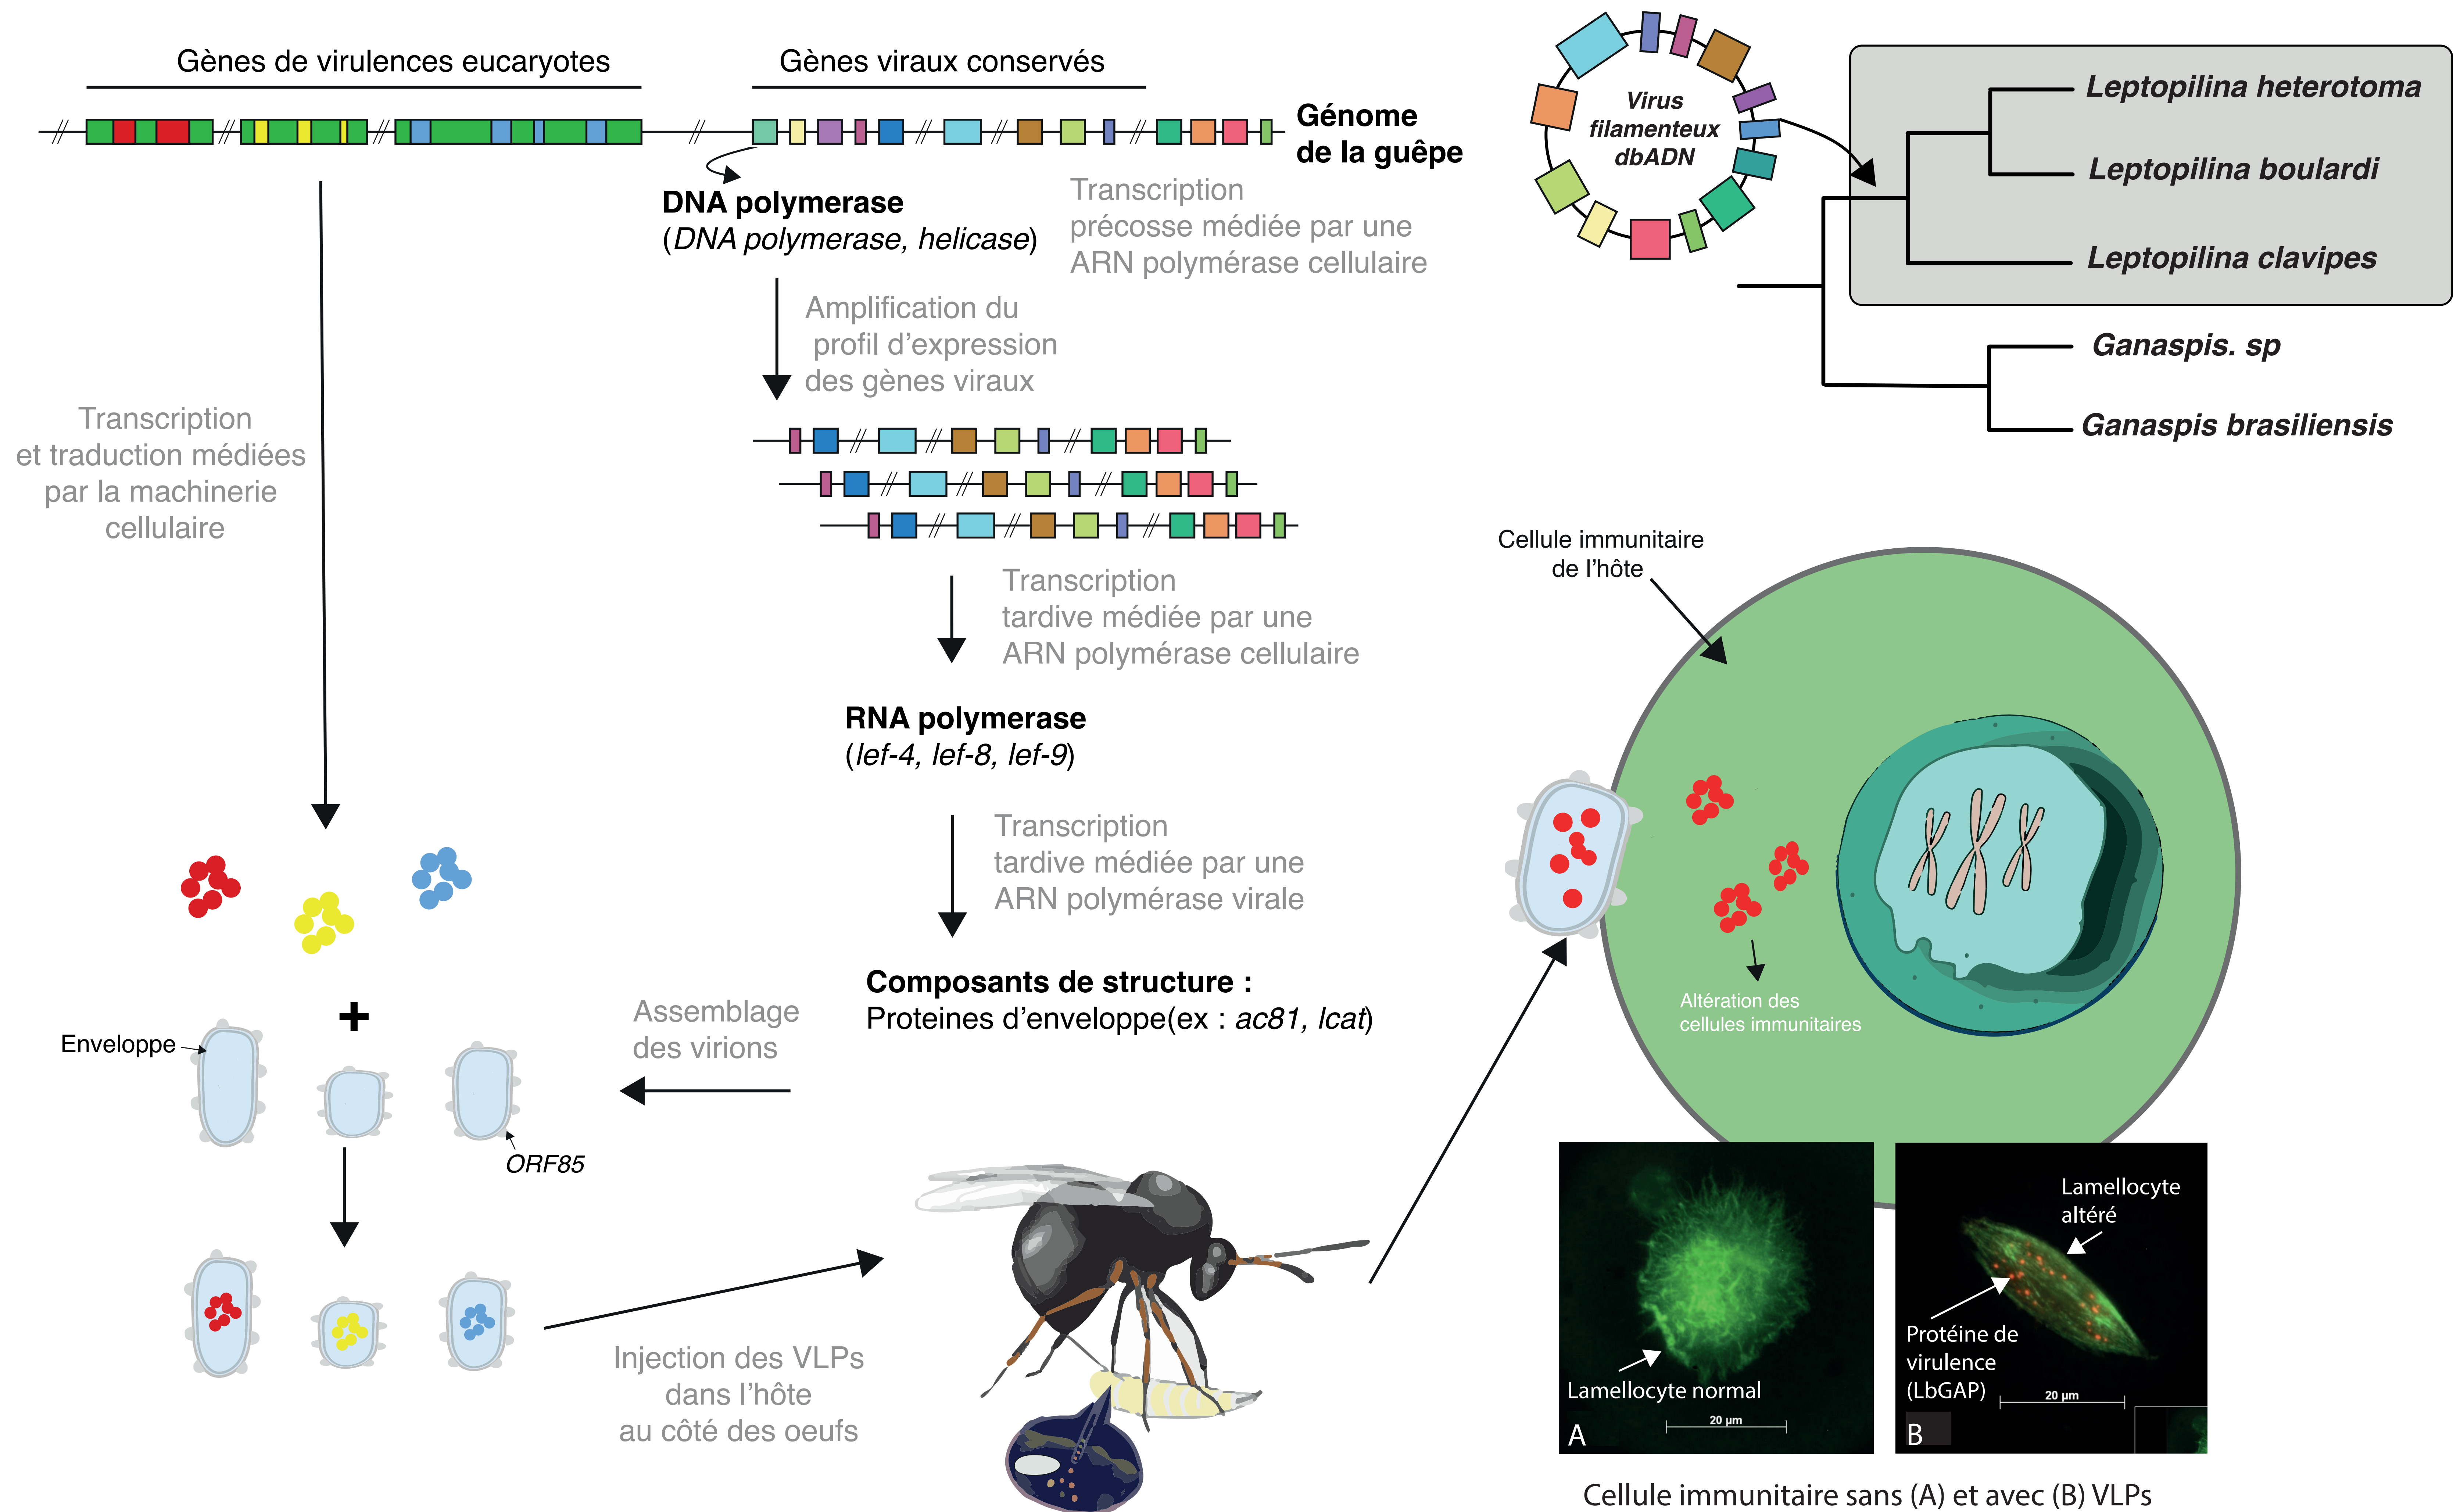 Gènes de virulences eucaryotes
Gènes viraux conservés
Génome
de la guêpe
DNA polymerase
(DNA polymerase, helicase)
Transcription
précosse médiée par une
ARN polymérase cellulaire
Amplification du
profil d'expression
des gènes viraux
Transcription
et traduction médiées
par la machinerie
cellulaire
Transcription
tardive médiée par une
ARN polymérase cellulaire
RNA polymerase
(lef-4, lef-8, lef-9)
Transcription
tardive médiée par une
ARN polymérase virale
Composants de structure :
Proteines d'enveloppe(ex : ac81, lcat)
Assemblage
des virions
+
Enveloppe
ORF85
Injection des VLPs
dans l'hôte
au côté des oeufs
Virus
filamenteux
dbADN
Leptopilina heterotoma
Leptopilina boulardi
Leptopilina clavipes
Ganaspis. sp
Ganaspis brasiliensis
Cellule immunitaire
de l'hôte
Altération des
cellules immunitaires
Lamellocyte normal
20 µm
A
Lamellocyte
altéré
Protéine de
virulence
(LbGAP)
20 µm
B
Cellule immunitaire sans (A) et avec (B) VLPs